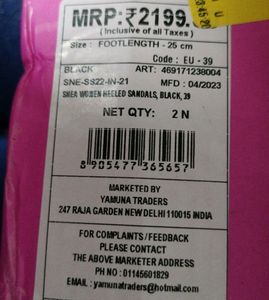 MRP:₹2199.
( Inclusive of all Taxes )
Size : FOOTLENGTH - 25 cm
Code : EU - 39
BLACK ART: 469171238004
SNE-SS22-IN-21 MFD : 04/2023
SHEA WOMEN HEELED SANDALS, BLACK, 39
NET QTY: 2 N
8 905477 365657
MARKETED BY
YAMUNA TRADERS
247 RAJA GARDEN NEW DELHI 110015 INDIA
FOR COMPLAINTS / FEEDBACK
PLEASE CONTACT
THE ABOVE MARKETER ADDRESS
PH NO : 01145601829
EMAIL : yamunatraders@hotmail.com